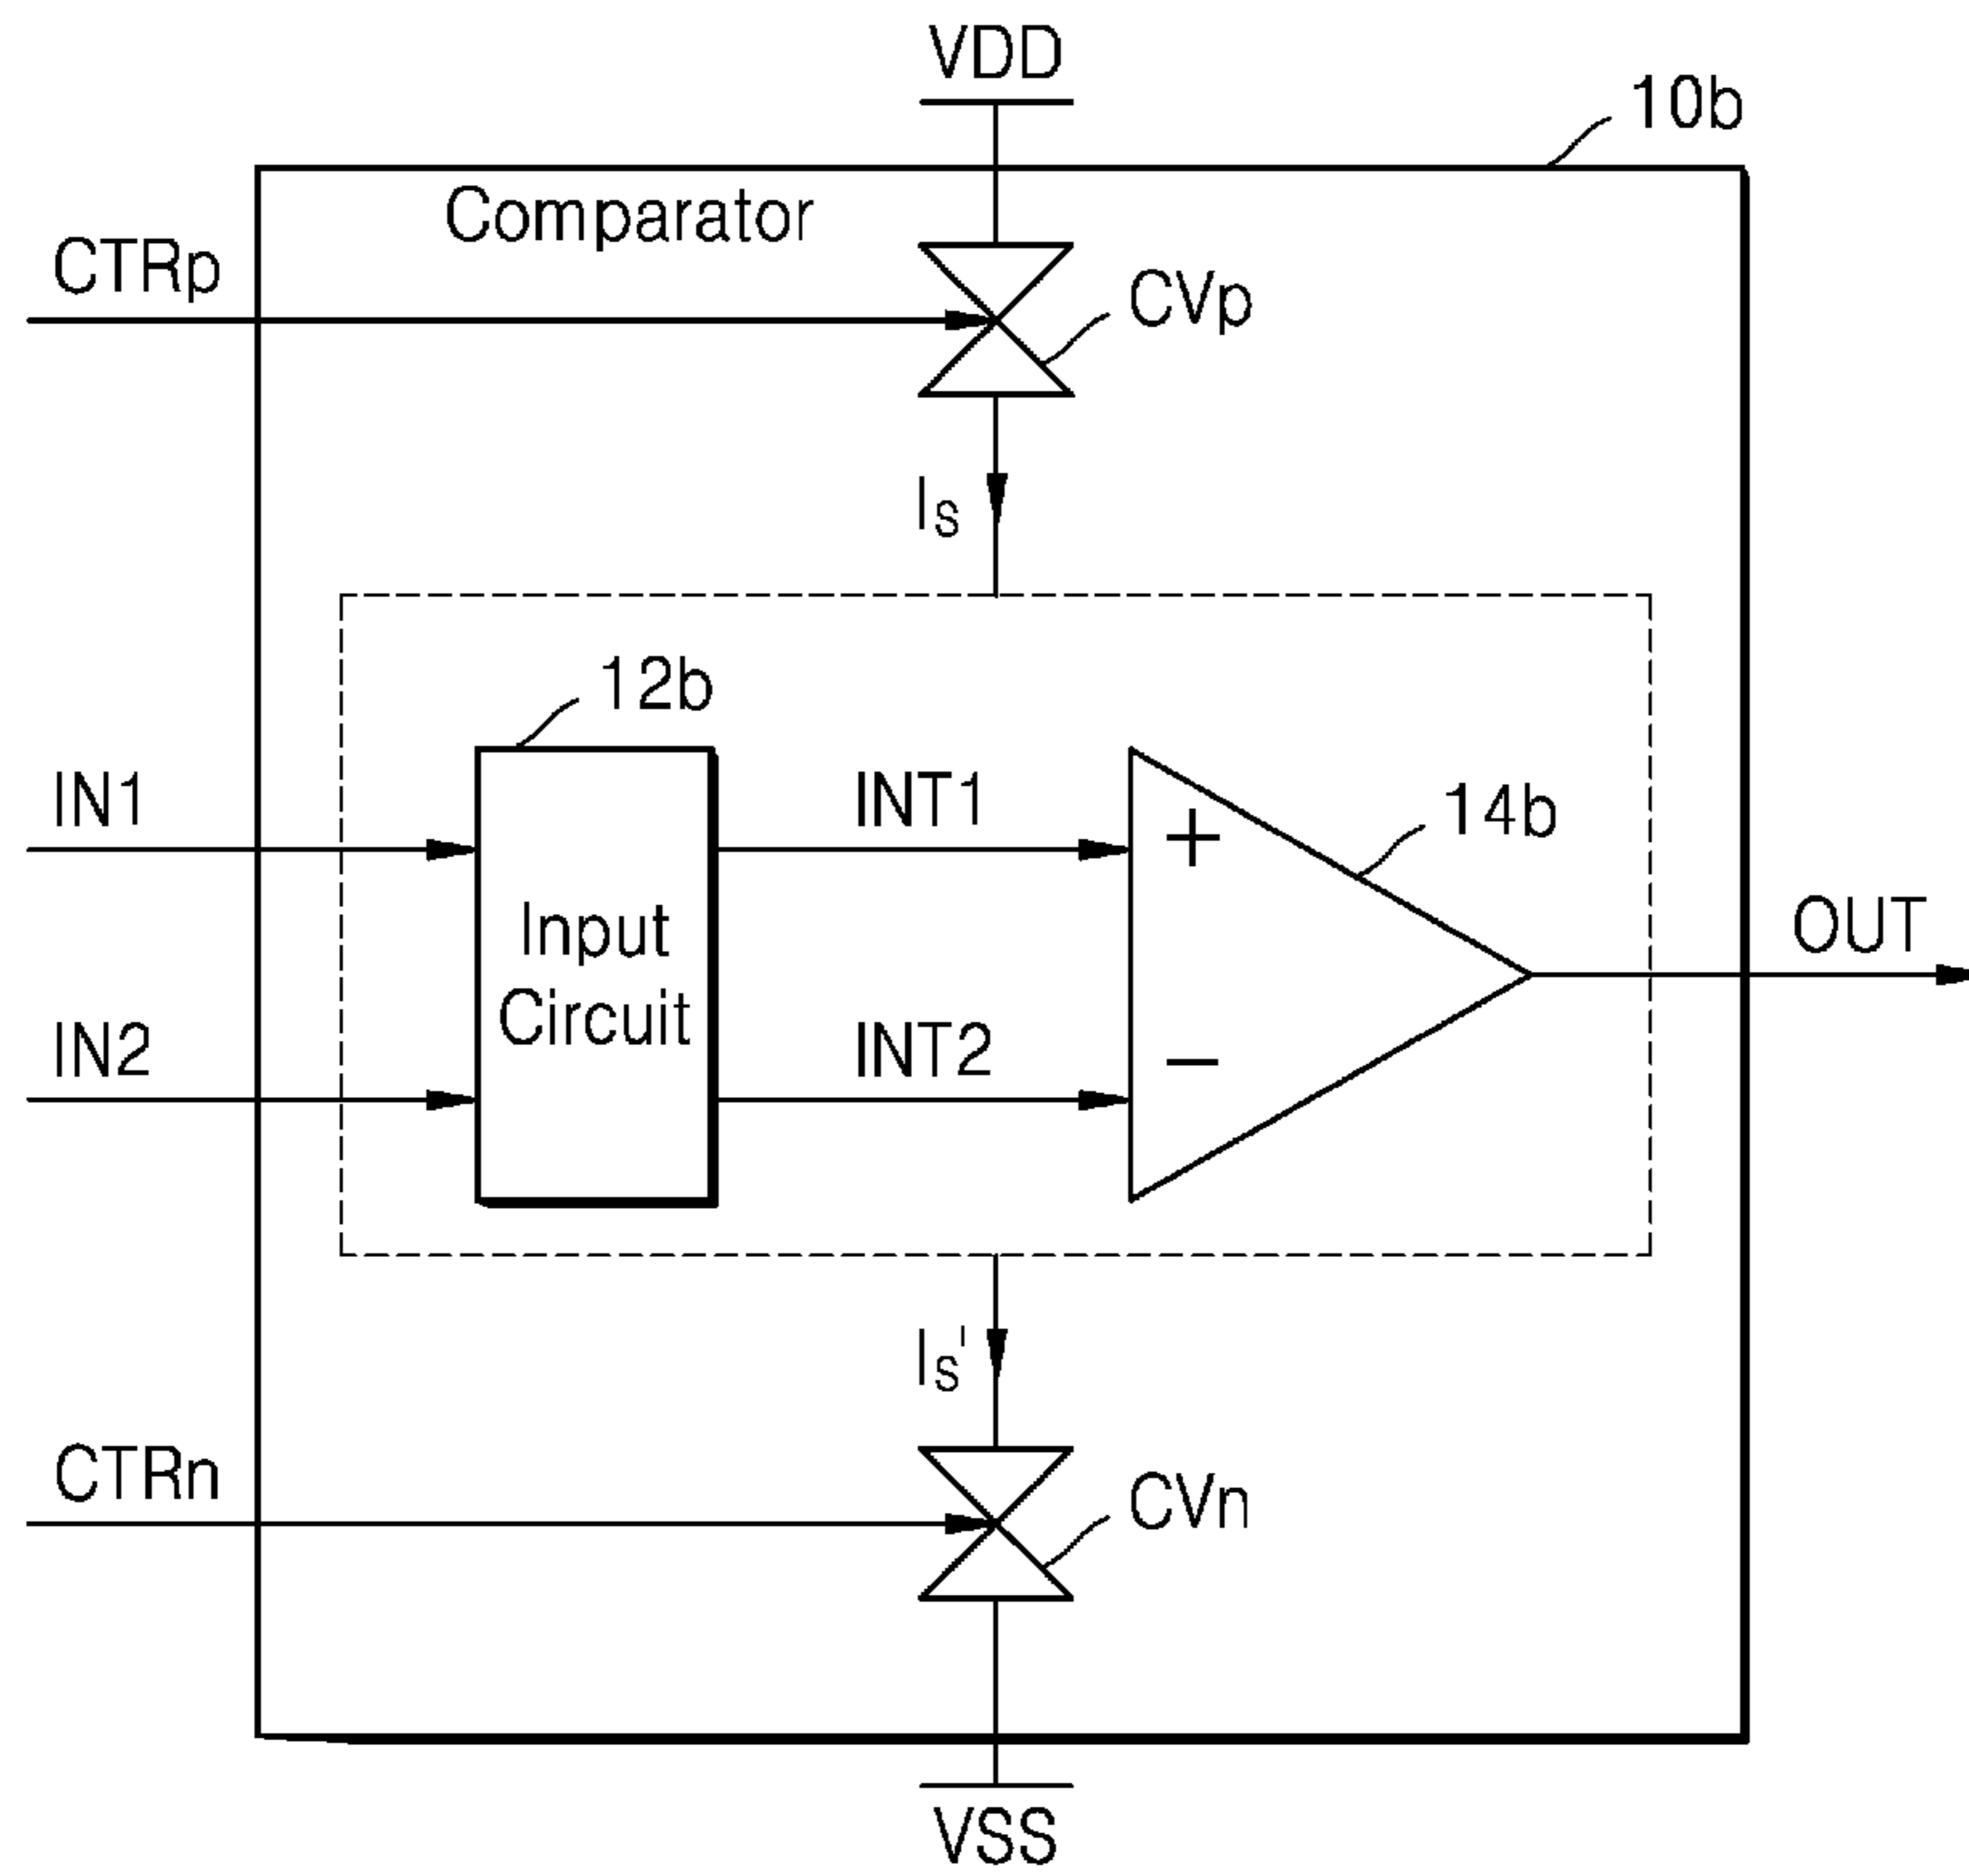 VDD
10b
Comparator
CTRp
CVp
Is
12b
IN1
INT1
14b
+
Input
Circuit
OUT
IN2
INT2
−
Is'
CTRn
CVn
VSS